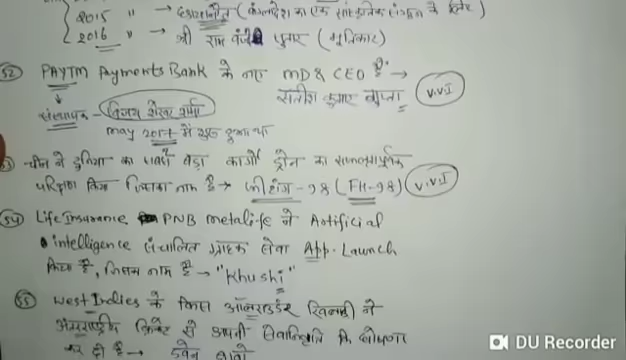 2015 " → छायानौत (बंगलादेश का एक सांस्कृतिक संगठन के लिए)
2016 " → श्री राम वंजी सुतार (मूर्तिकार)
52 PAYTM Payments Bank के नए MD & CEO हैं →
सतीश कुमार गुप्ता V.V.I
संस्थापक - विजय शेखर शर्मा
May 2017 में शुरू हुआ था
चीन ने दुनिया का सबसे बड़ा कार्गो ड्रोन का सफलतापूर्वक
परीक्षण किया जिसका नाम है → फीहोंग-98 (FH-98) V.V.I
54 Life Insurance PNB Metalife ने Artificial
intelligence संचालित ग्राहक सेवा App. Launch
किया है, जिसका नाम है → "Khushi"
55 West Indies के किस ऑलराउंडर खिलाड़ी ने
अंतर्राष्ट्रीय क्रिकेट से अपनी सेवानिवृति कि घोषणा
कर दी है →
DU Recorder